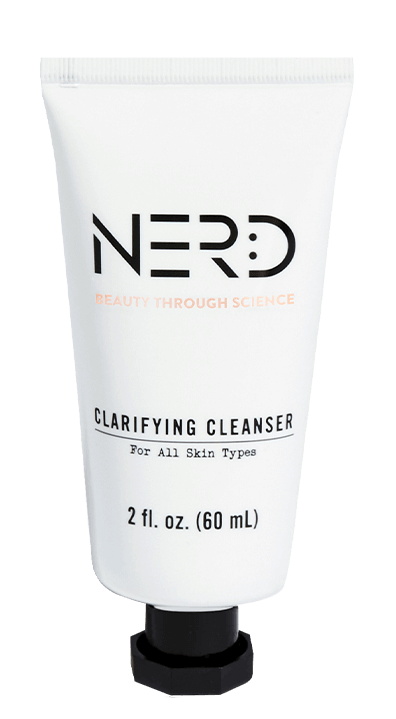 NERD
BEAUTY THROUGH SCIENCE
CLARIFYING CLEANSER
For All Skin Types
2 fl. oz. (60 mL)